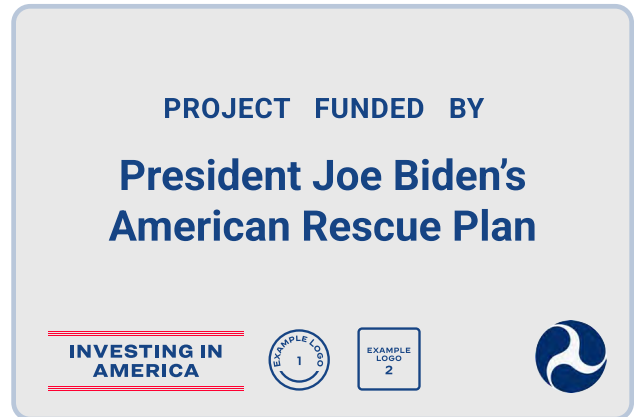 PROJECT FUNDED BY
President Joe Biden’s
American Rescue Plan
INVESTING IN
AMERICA
EXAMPLE LOGO
1
EXAMPLE
LOGO
2